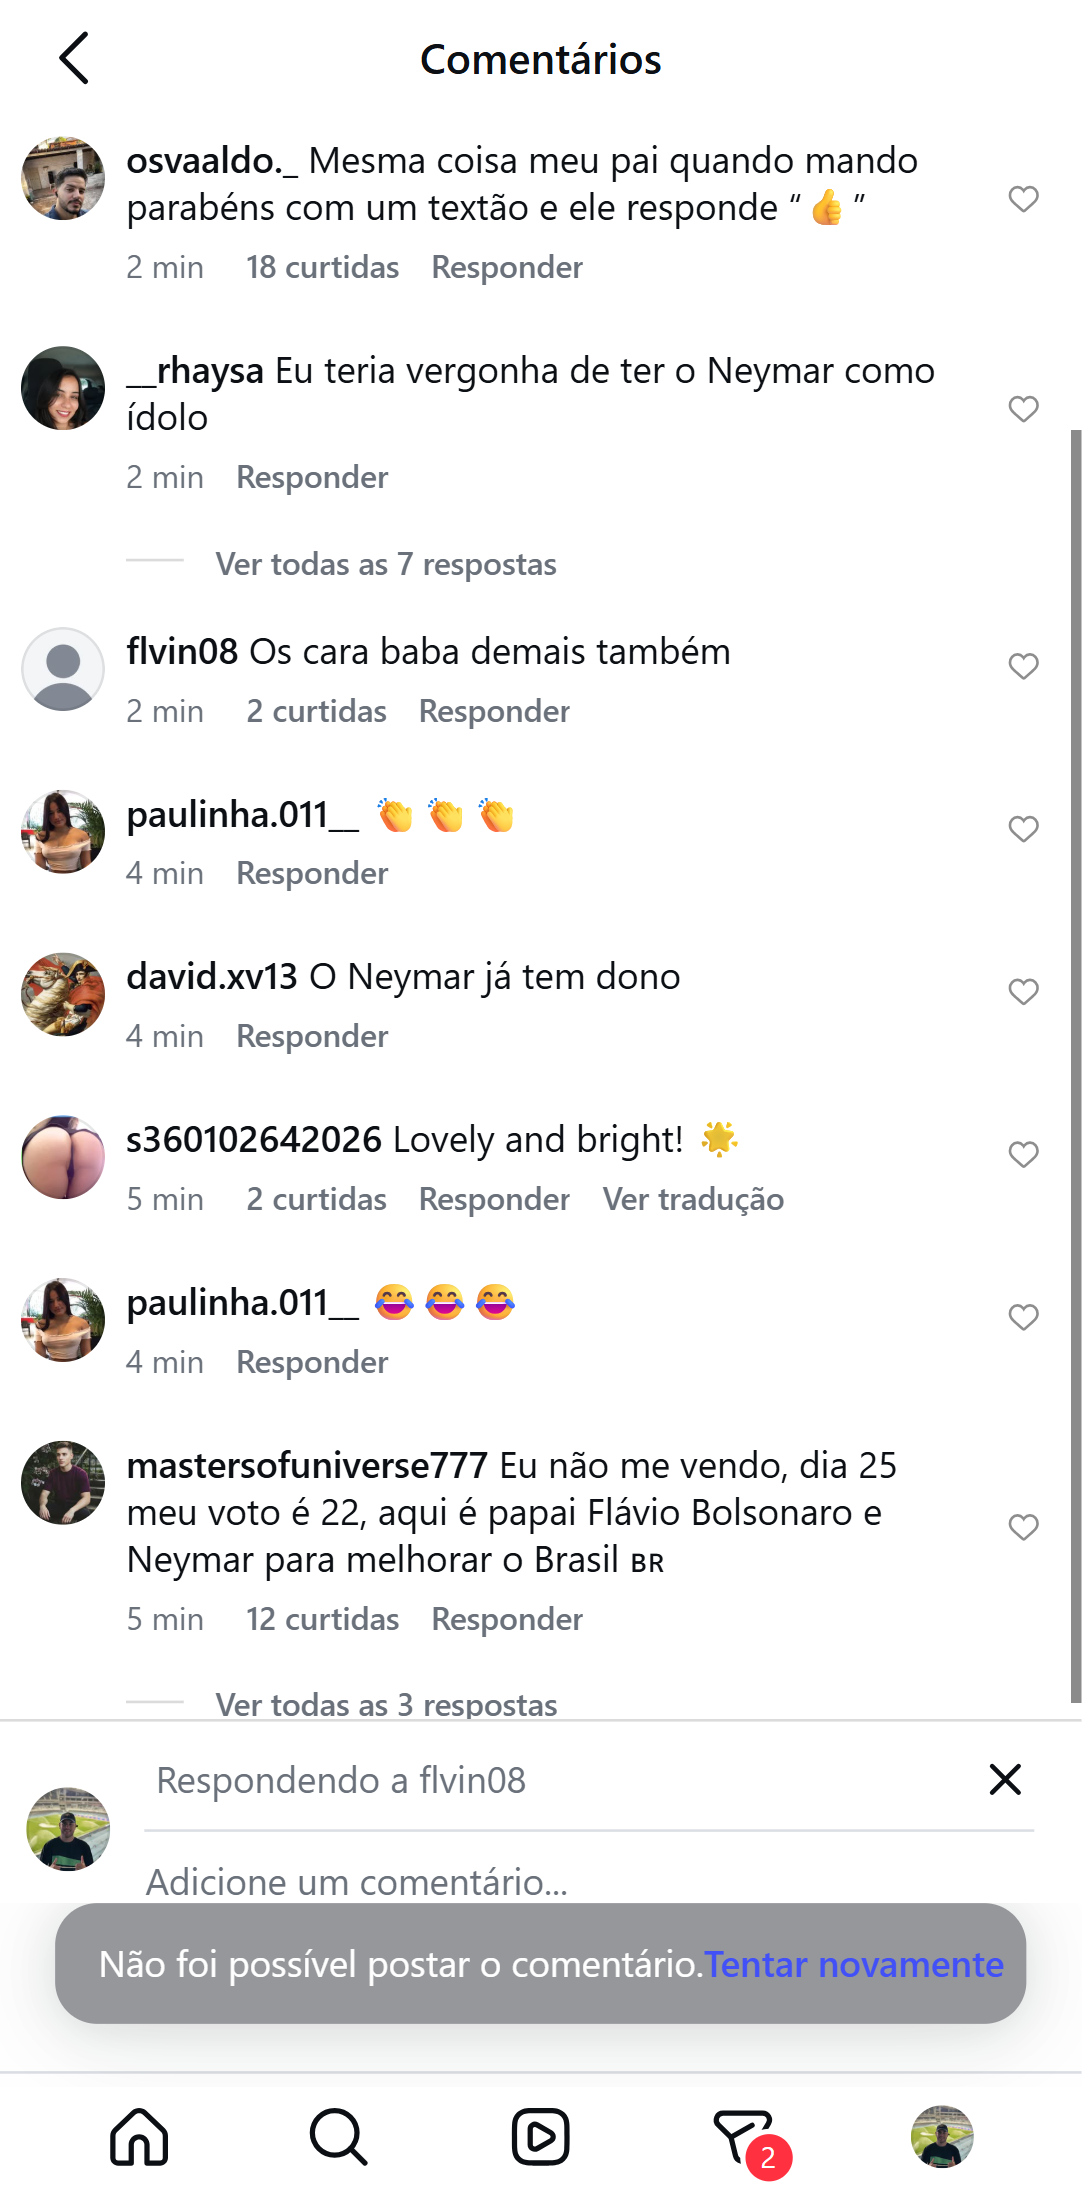 Comentários
osvaaldo._ Mesma coisa meu pai quando mando
parabéns com um textão e ele responde “👍”
2 min 18 curtidas Responder
__rhaysa Eu teria vergonha de ter o Neymar como
ídolo
2 min Responder
Ver todas as 7 respostas
flvin08 Os cara baba demais também
2 min 2 curtidas Responder
paulinha.011__ 👏👏👏
4 min Responder
david.xv13 O Neymar já tem dono
4 min Responder
s360102642026 Lovely and bright! 🌟
5 min 2 curtidas Responder Ver tradução
paulinha.011__ 😂😂😂
4 min Responder
mastersofuniverse777 Eu não me vendo, dia 25
meu voto é 22, aqui é papai Flávio Bolsonaro e
Neymar para melhorar o Brasil 🇧🇷
5 min 12 curtidas Responder
Ver todas as 3 respostas
Respondendo a flvin08
Adicione um comentário...
Não foi possível postar o comentário.Tentar novamente
2